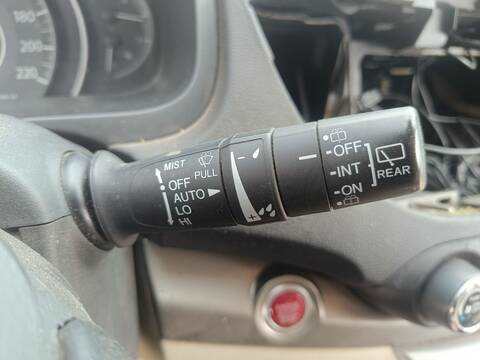 180
200
220
MIST
PULL
OFF
AUTO
LO
HI
OFF
INT
ON
REAR